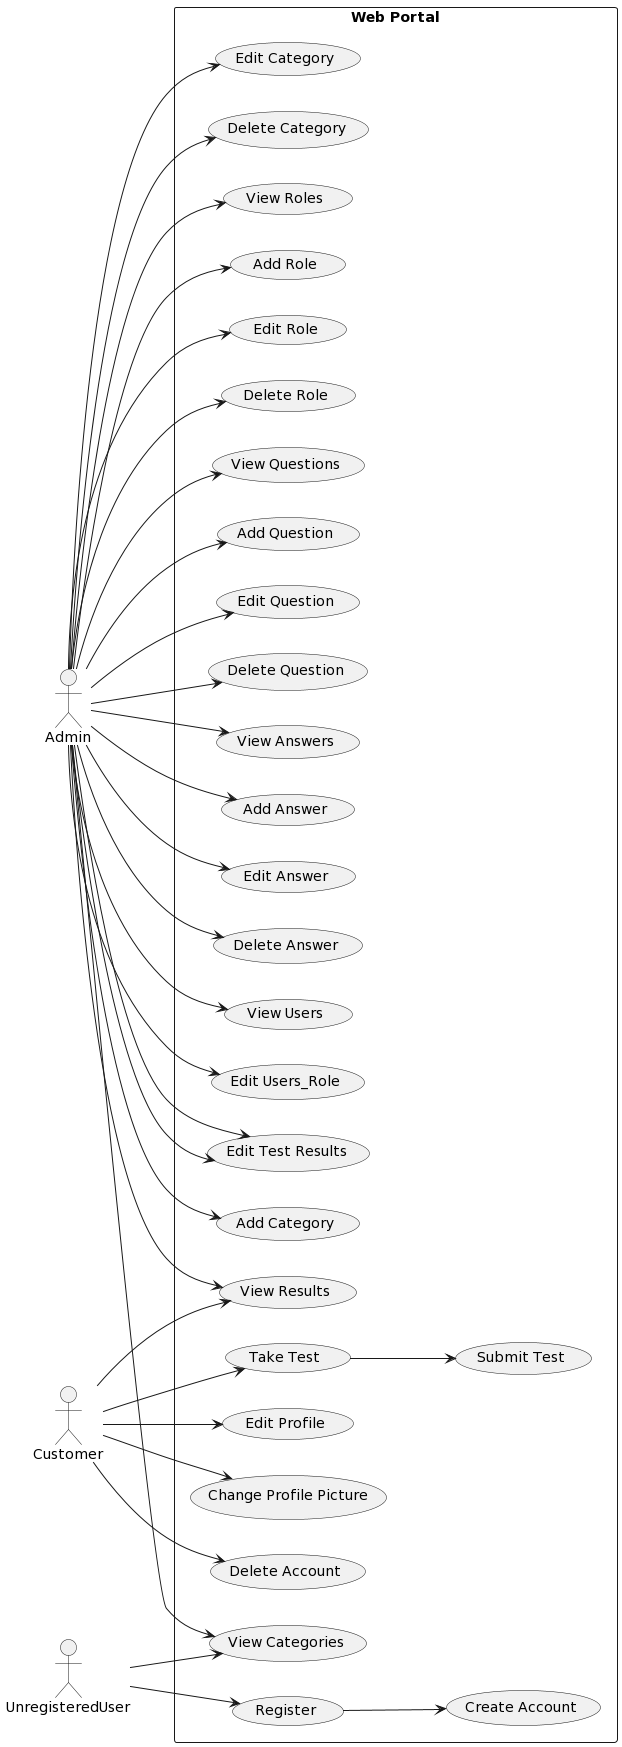 Web Portal
Edit Category
Delete Category
View Roles
Add Role
Edit Role
Delete Role
View Questions
Add Question
Edit Question
Delete Question
Admin
View Answers
Add Answer
Edit Answer
Delete Answer
View Users
Edit Users_Role
Edit Test Results
Add Category
View Results
Take Test
Submit Test
Edit Profile
Customer
Change Profile Picture
Delete Account
View Categories
UnregisteredUser
Register
Create Account